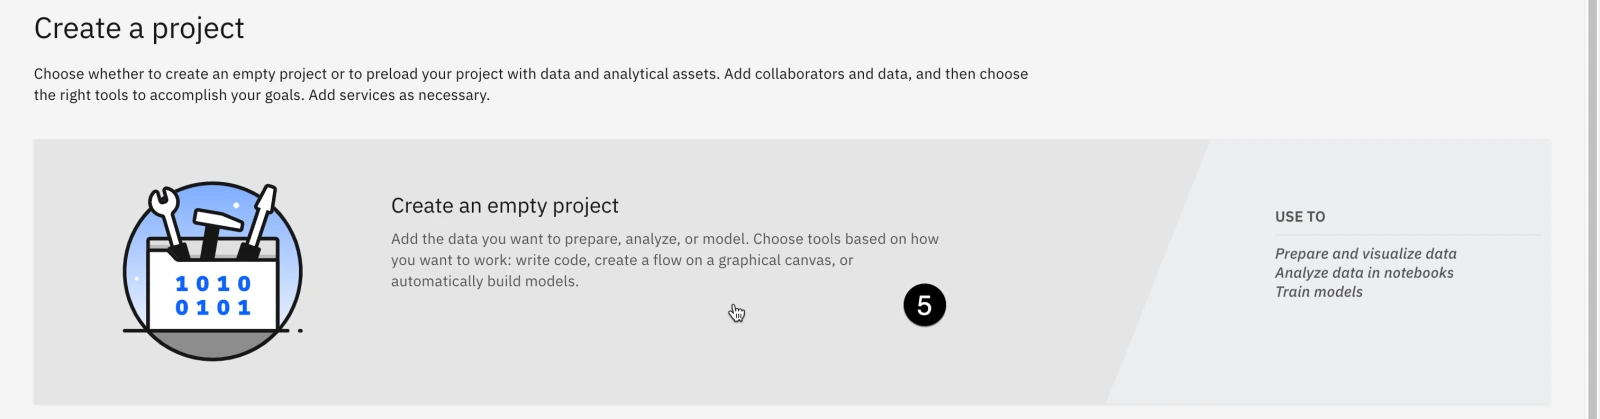 Create a project
Choose whether to create an empty project or to preload your project with data and analytical assets. Add collaborators and data, and then choose
the right tools to accomplish your goals. Add services as necessary.
1010
0101
Create an empty project
Add the data you want to prepare, analyze, or model. Choose tools based on how
you want to work: write code, create a flow on a graphical canvas, or
automatically build models.
5
USE TO
Prepare and visualize data
Analyze data in notebooks
Train models